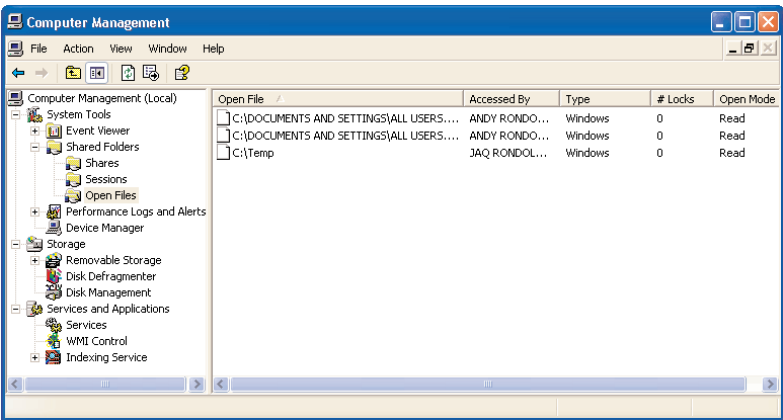 Computer Management
File Action View Window Help
Computer Management (Local)
System Tools
Event Viewer
Shared Folders
Shares
Sessions
Open Files
Performance Logs and Alerts
Device Manager
Storage
Removable Storage
Disk Defragmenter
Disk Management
Services and Applications
Services
WMI Control
Indexing Service
Open File Accessed By Type # Locks Open Mode
C:\DOCUMENTS AND SETTINGS\ALL USERS.... ANDY RONDO... Windows 0 Read
C:\DOCUMENTS AND SETTINGS\ALL USERS.... ANDY RONDO... Windows 0 Read
C:\Temp JAQ RONDOL... Windows 0 Read